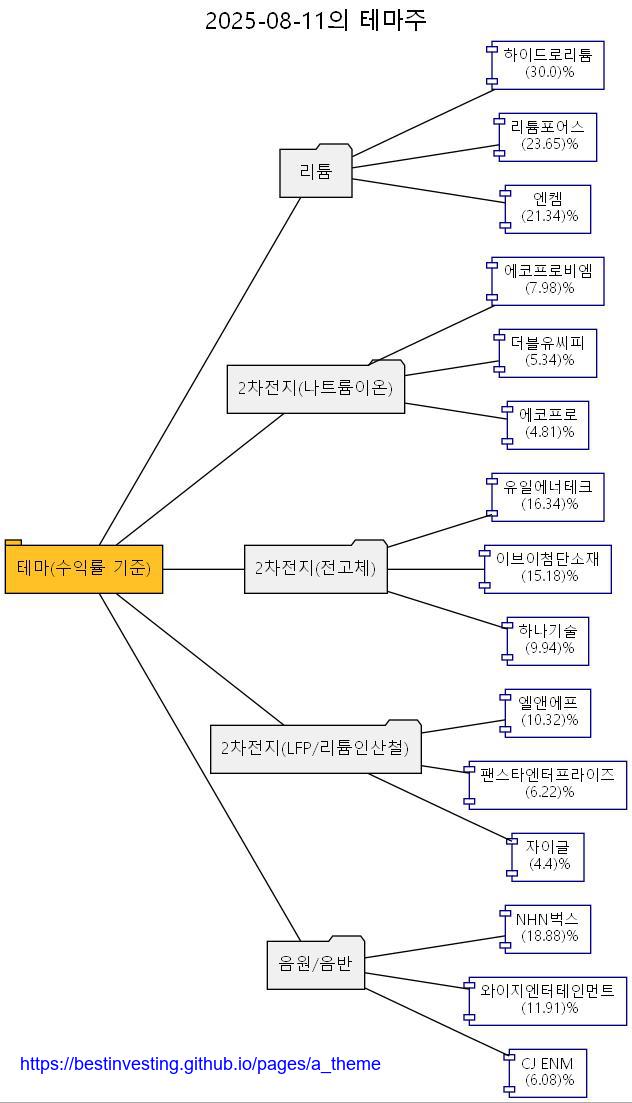 2025-08-11의 테마주
하이드로리튬
(30.0)%
리튬포어스
(23.65)%
리튬
엔켐
(21.34)%
에코프로비엠
(7.98)%
더블유씨피
(5.34)%
2차전지(나트륨이온)
에코프로
(4.81)%
유일에너테크
(16.34)%
테마(수익률 기준)
2차전지(전고체)
이브이첨단소재
(15.18)%
하나기술
(9.94)%
엘앤에프
(10.32)%
2차전지(LFP/리튬인산철)
팬스타엔터프라이즈
(6.22)%
자이글
(4.4)%
NHN벅스
(18.88)%
음원/음반
와이지엔터테인먼트
(11.91)%
CJ ENM
(6.08)%
https://bestinvesting.github.io/pages/a_theme